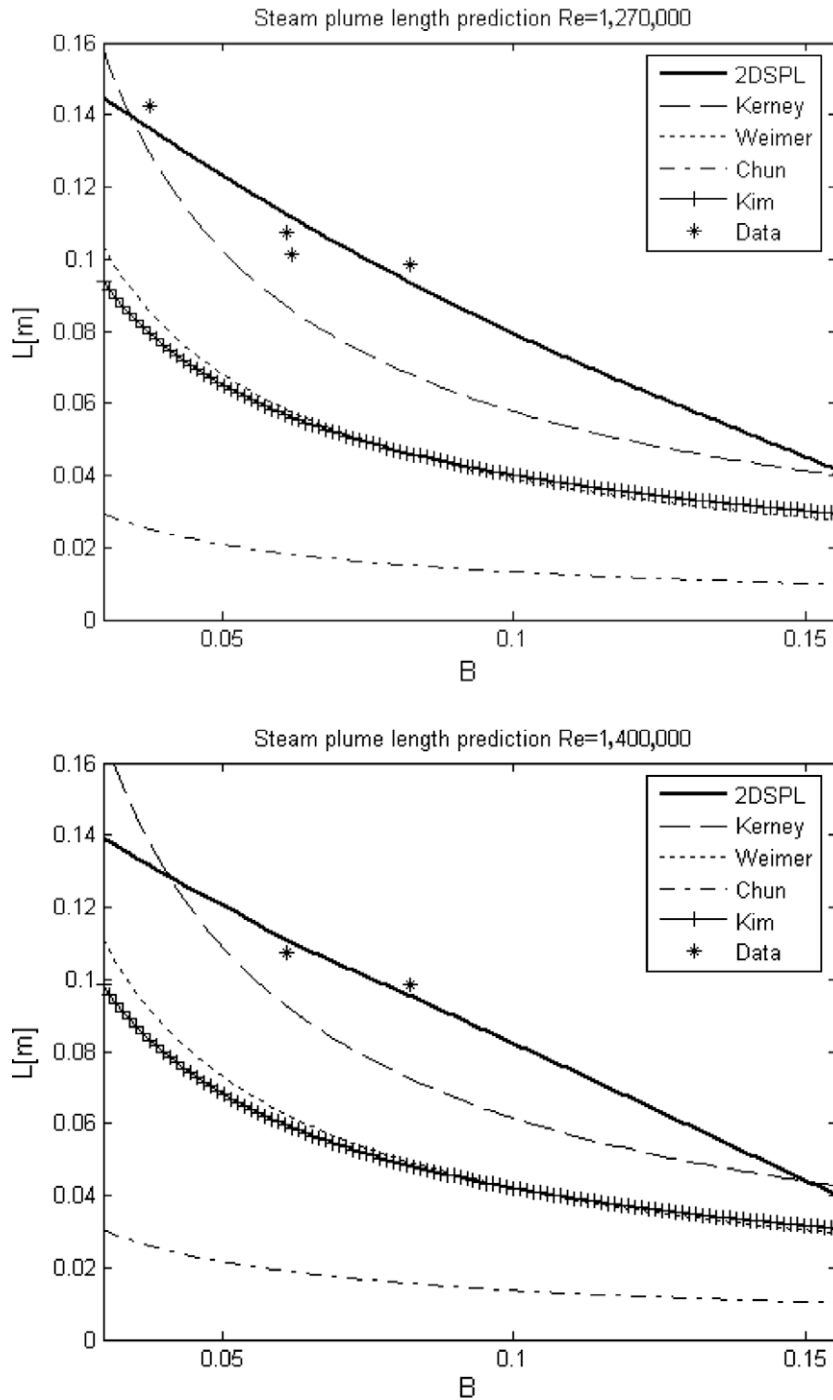 Steam plume length prediction Re=1,270,000
0.16
0.14
0.12
0.1
0.08
0.06
0.04
0.02
0
L[m]
2DSPL
Kerney
Weimer
Chun
Kim
Data
0.05
0.1
0.15
B
Steam plume length prediction Re=1,400,000
0.16
0.14
0.12
0.1
0.08
0.06
0.04
0.02
0
L[m]
2DSPL
Kerney
Weimer
Chun
Kim
Data
0.05
0.1
0.15
B